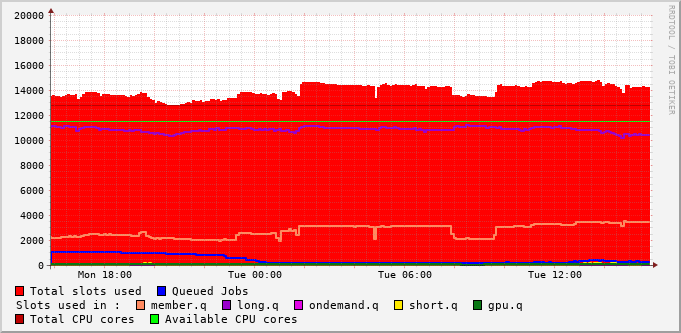 20000
18000
16000
14000
12000
10000
8000
6000
4000
2000
0
Mon 18:00 Tue 00:00 Tue 06:00 Tue 12:00
Total slots used Queued Jobs
Slots used in : member.q long.q ondemand.q short.q gpu.q
Total CPU cores Available CPU cores
RRDTOOL / TOBI OETIKER